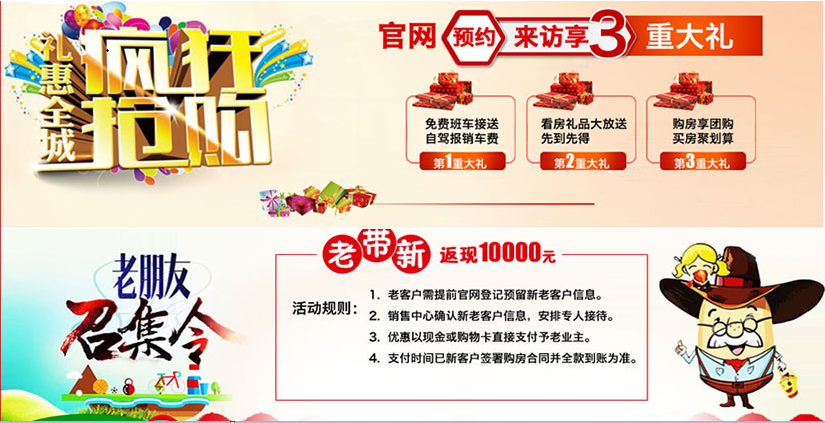 礼惠全城
疯狂
抢购
官网预约来访享3重大礼
免费班车接送
自驾报销车费
第1重大礼
看房礼品大放送
先到先得
第2重大礼
购房享团购
买房聚划算
第3重大礼
老朋友
召集令
老带新 返现10000元
活动规则：
1. 老客户需提前官网登记预留新老客户信息。
2. 销售中心确认新老客户信息，安排专人接待。
3. 优惠以现金或购物卡直接支付予老业主。
4. 支付时间已新客户签署购房合同并全款到账为准。